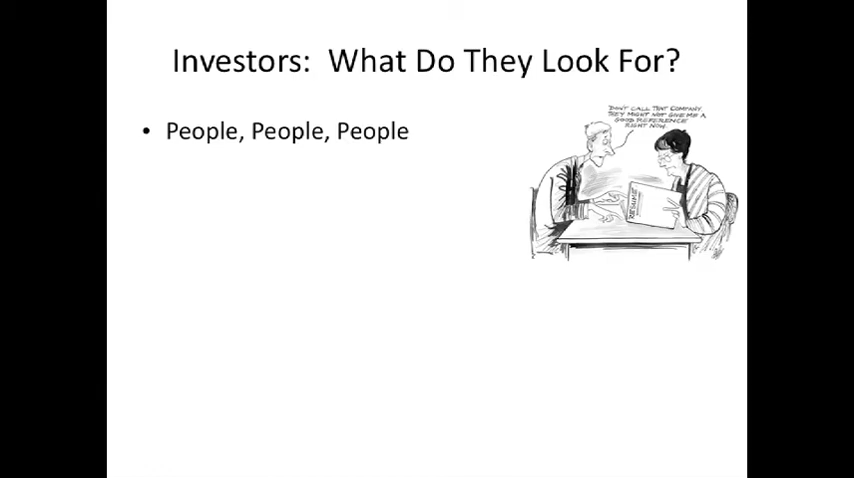 Investors: What Do They Look For?
• People, People, People
DON'T CALL THAT COMPANY.
THEY MIGHT NOT GIVE ME A
GOOD REFERENCE
RIGHT NOW.
RESUME